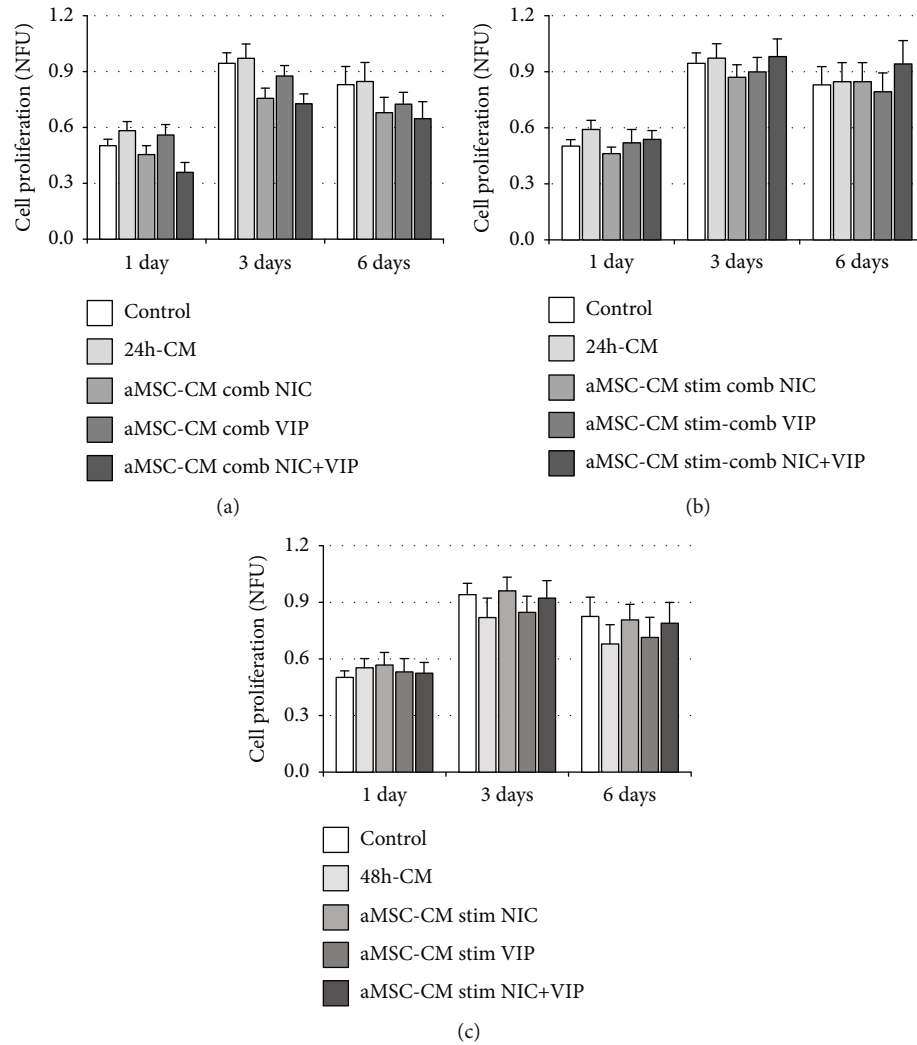 1.2
0.9
0.6
0.3
0.0
Cell proliferation (NFU)
1 day
3 days
6 days
Control
24h-CM
aMSC-CM comb NIC
aMSC-CM comb VIP
aMSC-CM comb NIC+VIP
(a)
1.2
0.9
0.6
0.3
0.0
Cell proliferation (NFU)
1 day
3 days
6 days
Control
24h-CM
aMSC-CM stim comb NIC
aMSC-CM stim-comb VIP
aMSC-CM stim-comb NIC+VIP
(b)
1.2
0.9
0.6
0.3
0.0
Cell proliferation (NFU)
1 day
3 days
6 days
Control
48h-CM
aMSC-CM stim NIC
aMSC-CM stim VIP
aMSC-CM stim NIC+VIP
(c)